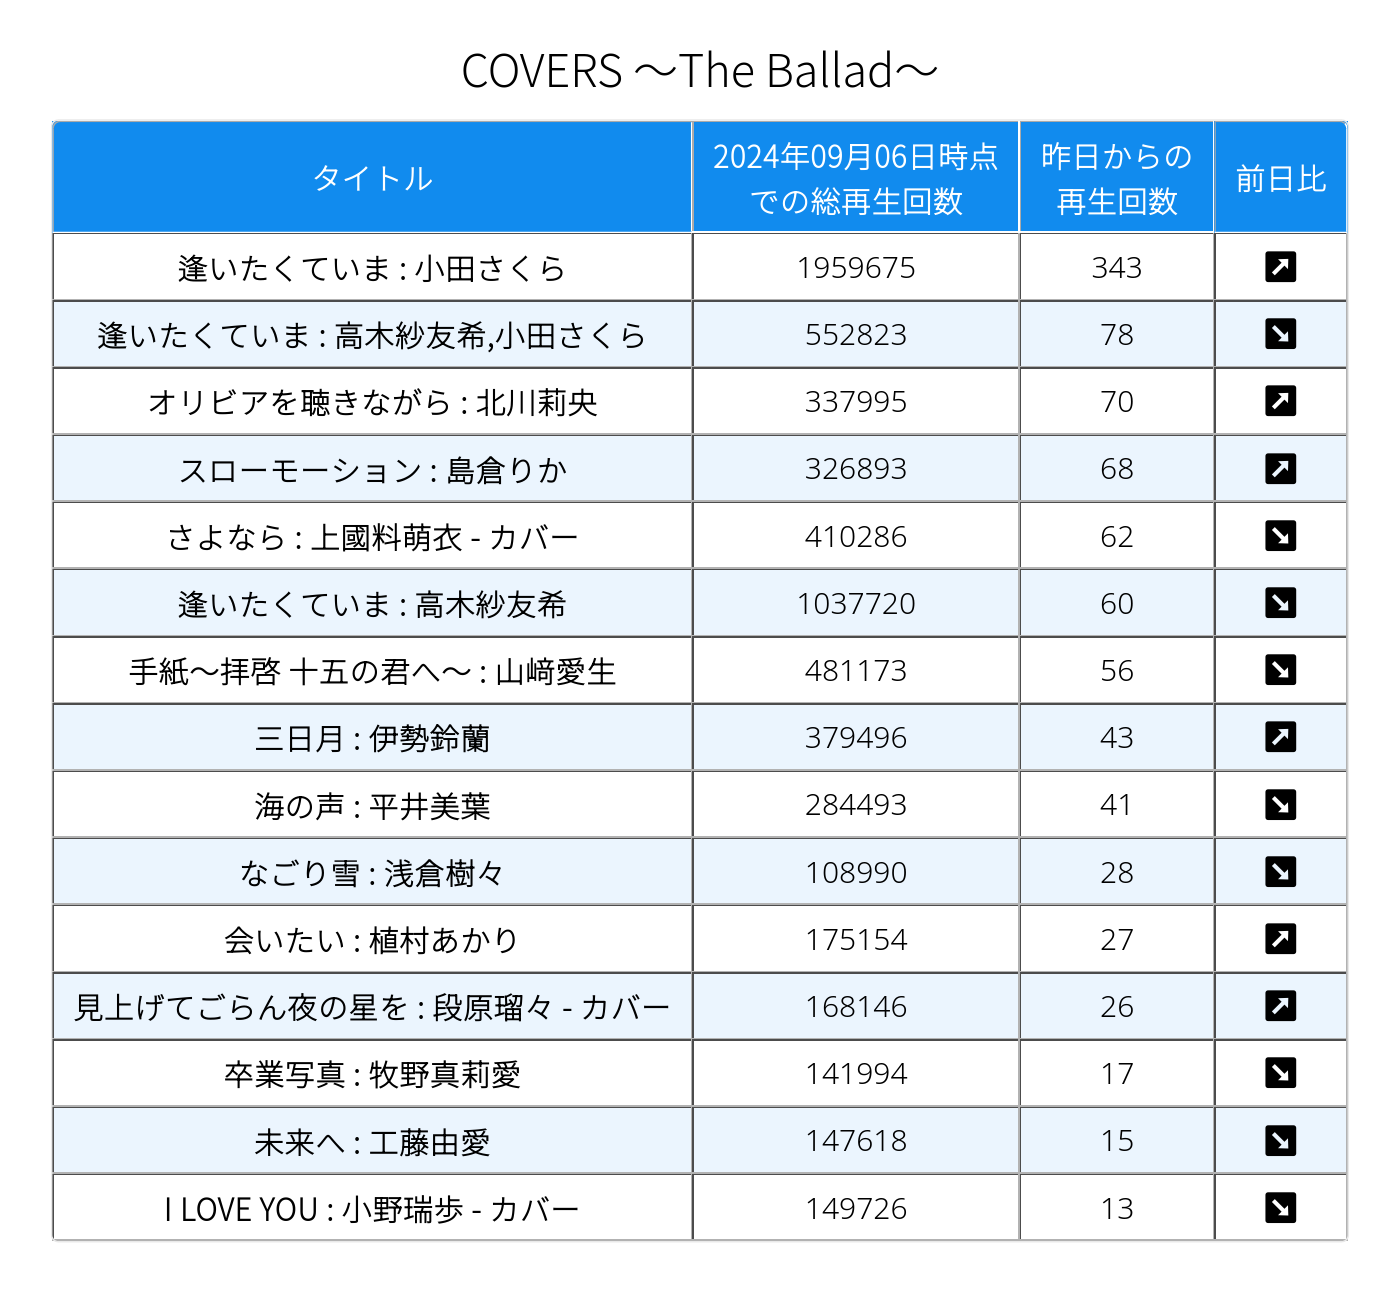 COVERS ～The Ballad～
タイトル
2024年09月06日時点
での総再生回数
昨日からの
再生回数
前日比
逢いたくていま : 小田さくら 1959675 343 ↗
逢いたくていま : 高木紗友希,小田さくら 552823 78 ↘
オリビアを聴きながら : 北川莉央 337995 70 ↗
スローモーション : 島倉りか 326893 68 ↗
さよなら : 上國料萌衣 - カバー 410286 62 ↘
逢いたくていま : 高木紗友希 1037720 60 ↘
手紙～拝啓 十五の君へ～ : 山﨑愛生 481173 56 ↘
三日月 : 伊勢鈴蘭 379496 43 ↗
海の声 : 平井美葉 284493 41 ↘
なごり雪 : 浅倉樹々 108990 28 ↘
会いたい : 植村あかり 175154 27 ↗
見上げてごらん夜の星を : 段原瑠々 - カバー 168146 26 ↗
卒業写真 : 牧野真莉愛 141994 17 ↘
未来へ : 工藤由愛 147618 15 ↘
I LOVE YOU : 小野瑞歩 - カバー 149726 13 ↘